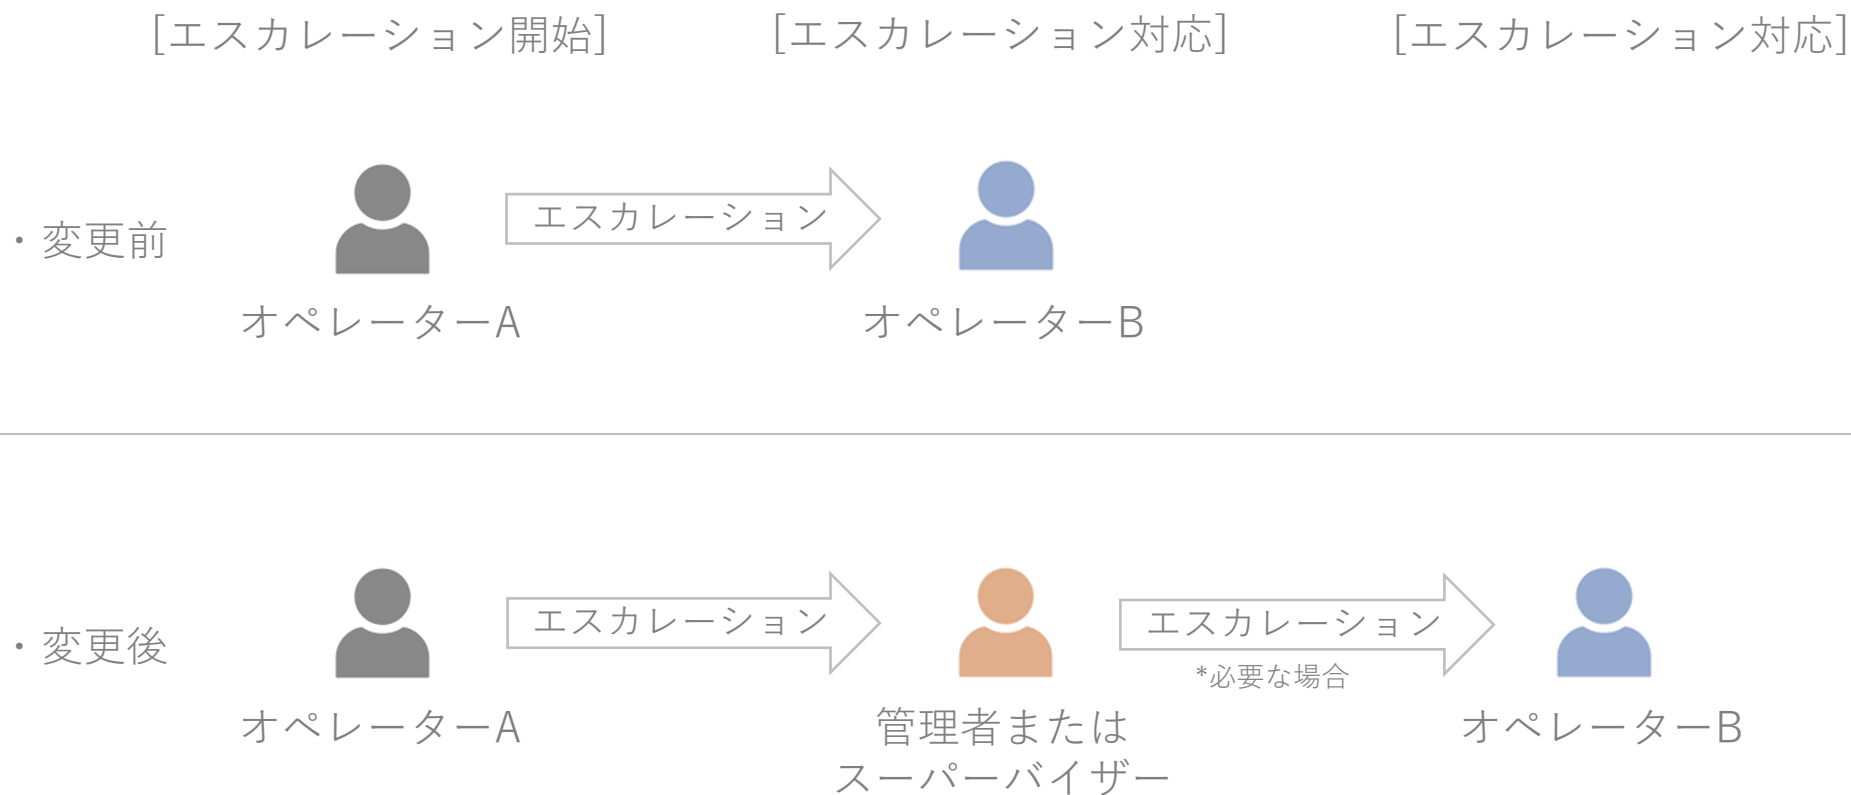 [エスカレーション開始]
[エスカレーション対応]
[エスカレーション対応]
・変更前
エスカレーション
オペレーターA
オペレーターB
・変更後
エスカレーション
エスカレーション
*必要な場合
オペレーターA
管理者または
スーパーバイザー
オペレーターB